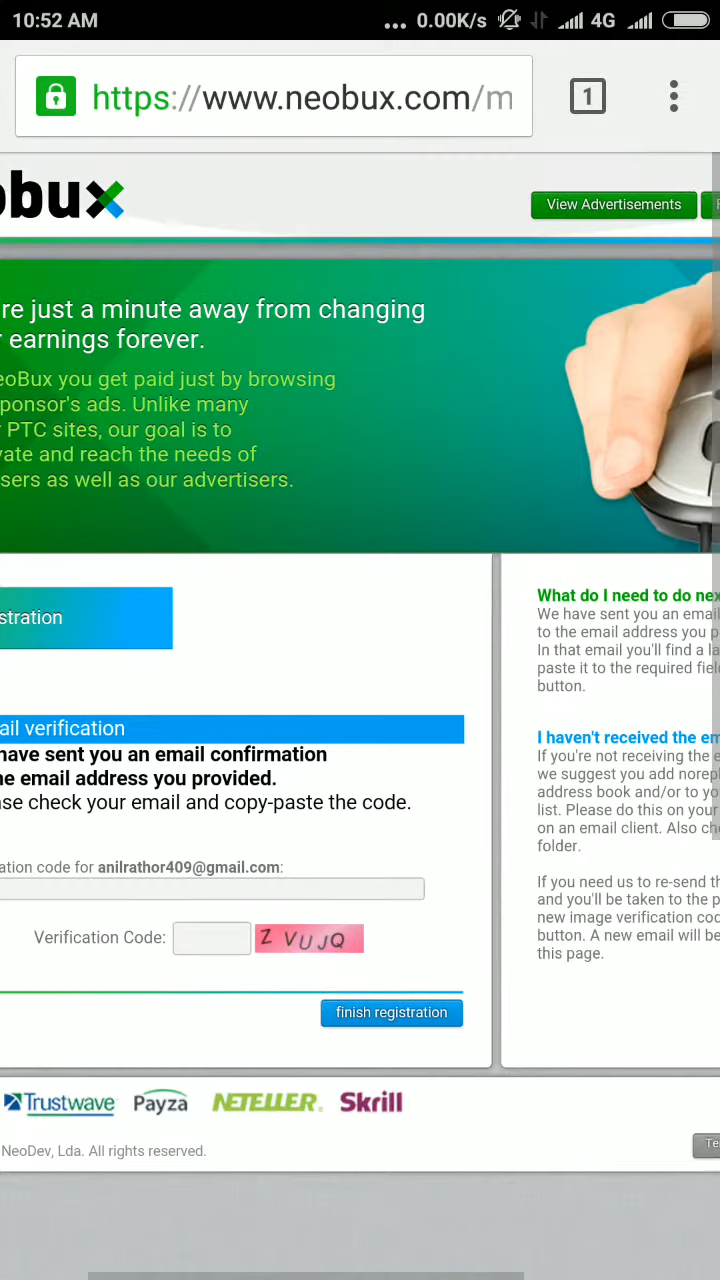 10:52 AM ... 0.00K/s 4G
https://www.neobux.com/m
1
obux
View Advertisements
re just a minute away from changing
r earnings forever.
eoBux you get paid just by browsing
ponsor's ads. Unlike many
PTC sites, our goal is to
vate and reach the needs of
sers as well as our advertisers.
stration
ail verification
have sent you an email confirmation
he email address you provided.
se check your email and copy-paste the code.
ation code for anilrathor409@gmail.com:
Verification Code: Z V U J Q
finish registration
What do I need to do nex
We have sent you an email
to the email address you p
In that email you'll find a la
paste it to the required fiel
button.
I haven't received the em
If you're not receiving the e
we suggest you add norepl
address book and/or to yo
list. Please do this on your
on an email client. Also che
folder.
If you need us to re-send th
and you'll be taken to the p
new image verification cod
button. A new email will be
this page.
Trustwave Payza NETELLER. Skrill
NeoDev, Lda. All rights reserved.
Te